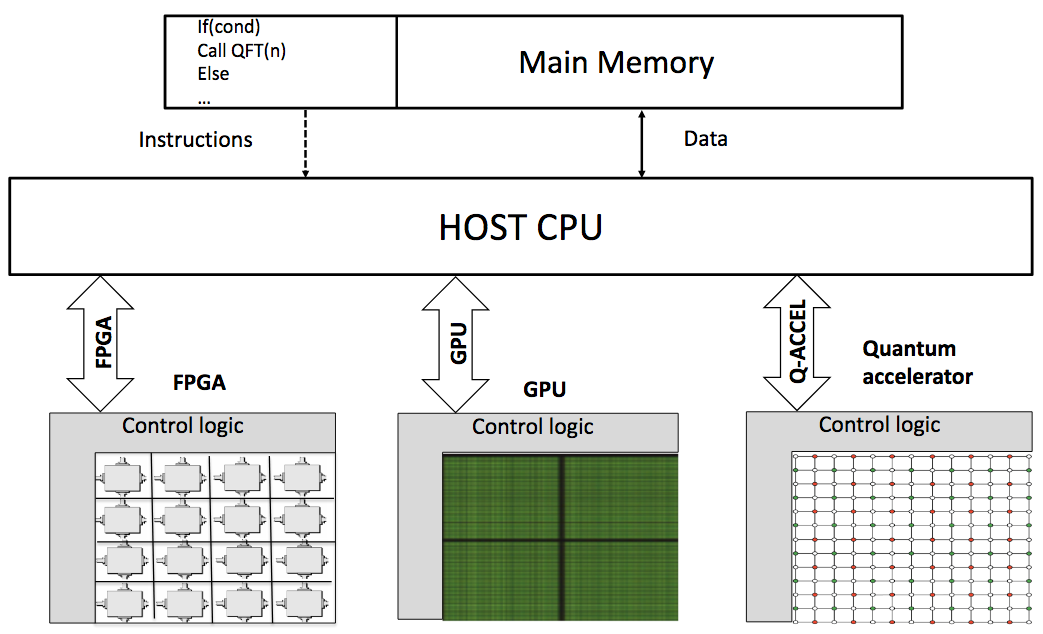 If(cond)
Call QFT(n)
Else
...
Main Memory
Instructions
Data
HOST CPU
FPGA
GPU
Q-ACCEL
FPGA
GPU
Quantum
accelerator
Control logic
Control logic
Control logic